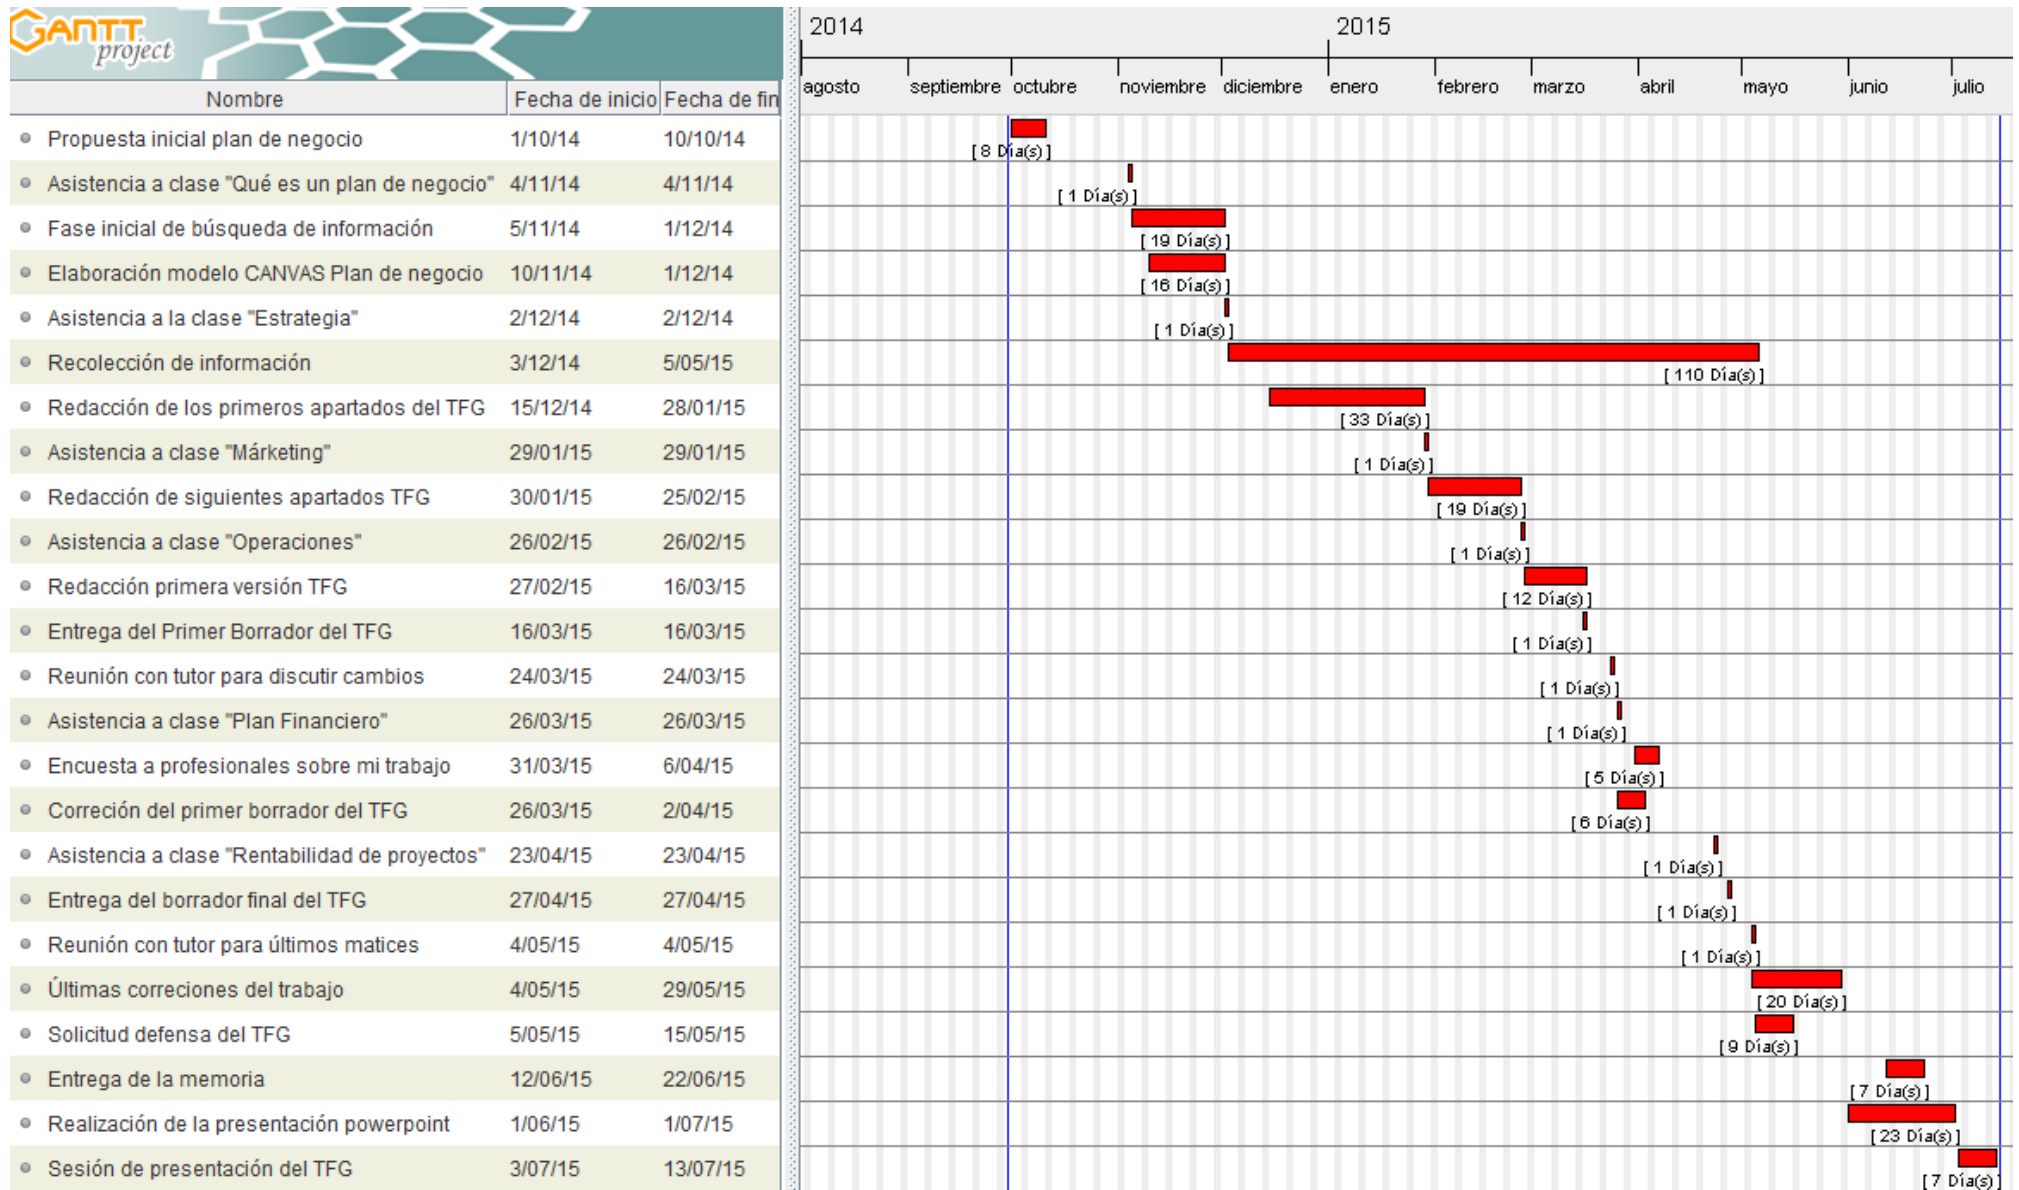 GANTT
project
2014 2015
Nombre Fecha de inicio Fecha de fin
agosto septiembre octubre noviembre diciembre enero febrero marzo abril mayo junio julio
Propuesta inicial plan de negocio 1/10/14 10/10/14
[ 8 Día(s) ]
Asistencia a clase "Qué es un plan de negocio" 4/11/14 4/11/14
[ 1 Día(s) ]
Fase inicial de búsqueda de información 5/11/14 1/12/14
[ 19 Día(s) ]
Elaboración modelo CANVAS Plan de negocio 10/11/14 1/12/14
[ 16 Día(s) ]
Asistencia a la clase "Estrategia" 2/12/14 2/12/14
[ 1 Día(s) ]
Recolección de información 3/12/14 5/05/15
[ 110 Día(s) ]
Redacción de los primeros apartados del TFG 15/12/14 28/01/15
[ 33 Día(s) ]
Asistencia a clase "Márketing" 29/01/15 29/01/15
[ 1 Día(s) ]
Redacción de siguientes apartados TFG 30/01/15 25/02/15
[ 19 Día(s) ]
Asistencia a clase "Operaciones" 26/02/15 26/02/15
[ 1 Día(s) ]
Redacción primera versión TFG 27/02/15 16/03/15
[ 12 Día(s) ]
Entrega del Primer Borrador del TFG 16/03/15 16/03/15
[ 1 Día(s) ]
Reunión con tutor para discutir cambios 24/03/15 24/03/15
[ 1 Día(s) ]
Asistencia a clase "Plan Financiero" 26/03/15 26/03/15
[ 1 Día(s) ]
Encuesta a profesionales sobre mi trabajo 31/03/15 6/04/15
[ 5 Día(s) ]
Correción del primer borrador del TFG 26/03/15 2/04/15
[ 6 Día(s) ]
Asistencia a clase "Rentabilidad de proyectos" 23/04/15 23/04/15
[ 1 Día(s) ]
Entrega del borrador final del TFG 27/04/15 27/04/15
[ 1 Día(s) ]
Reunión con tutor para últimos matices 4/05/15 4/05/15
[ 1 Día(s) ]
Últimas correciones del trabajo 4/05/15 29/05/15
[ 20 Día(s) ]
Solicitud defensa del TFG 5/05/15 15/05/15
[ 9 Día(s) ]
Entrega de la memoria 12/06/15 22/06/15
[ 7 Día(s) ]
Realización de la presentación powerpoint 1/06/15 1/07/15
[ 23 Día(s) ]
Sesión de presentación del TFG 3/07/15 13/07/15
[ 7 Día(s) ]